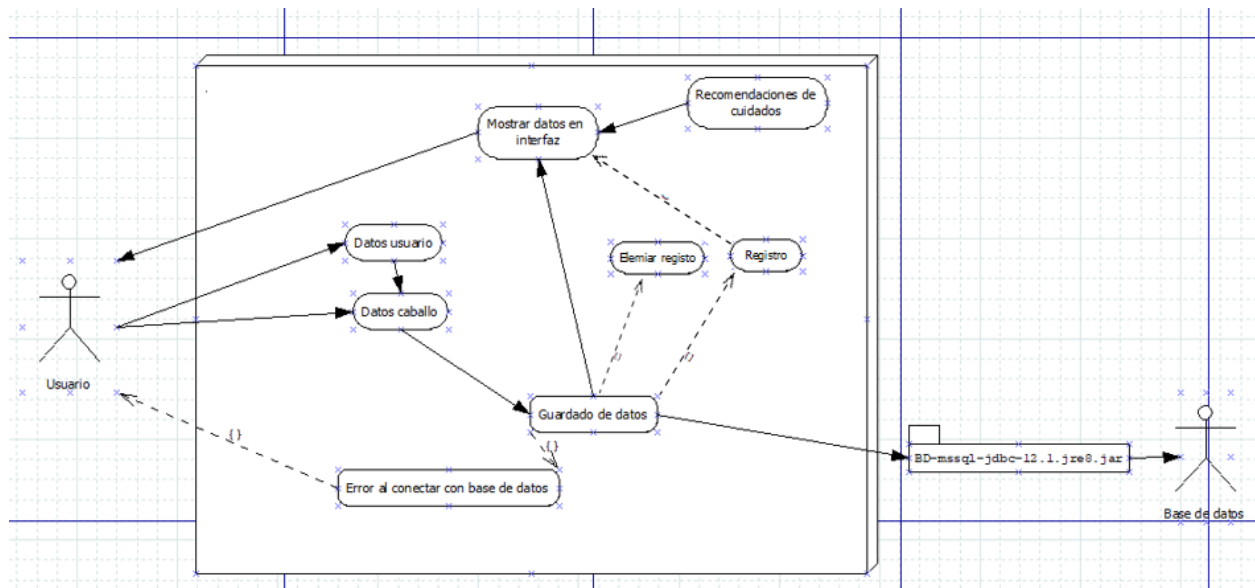 Recomendaciones de
cuidados
Mostrar datos en
interfaz
Datos usuario
Elemiar registo
Registro
Datos caballo
Usuario
Guardado de datos
{}
{}
{}
{}
BD-mssql-jdbc-12.1.jre8.jar
Error al conectar con base de datos
Base de datos